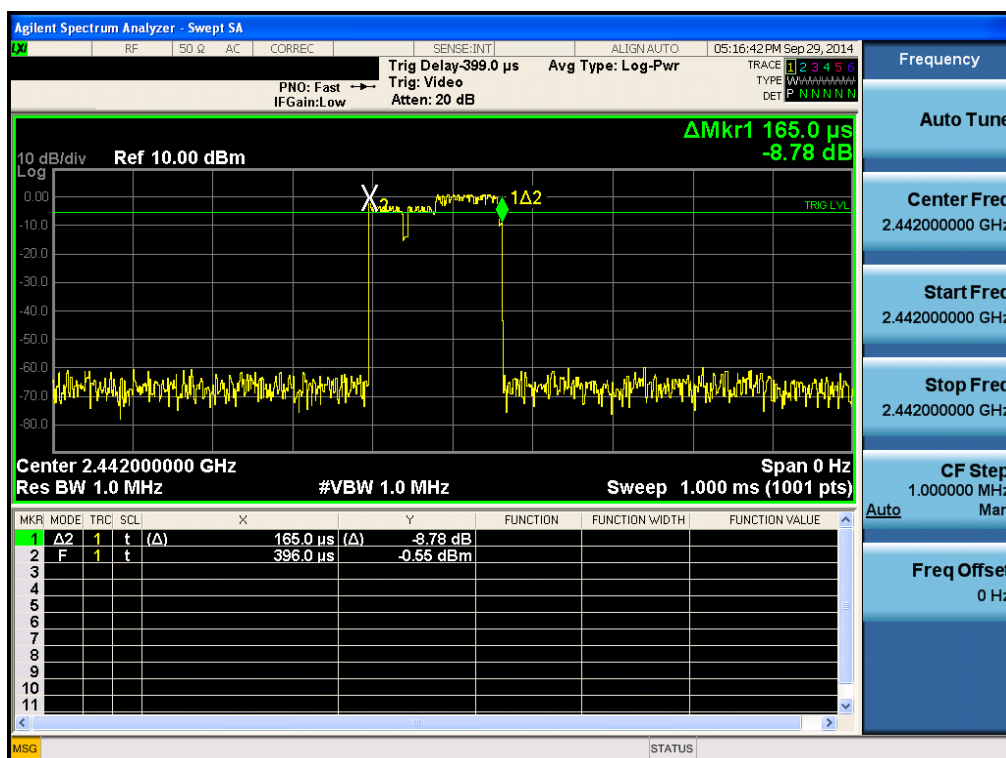 Agilent Spectrum Analyzer - Swept SA
LXI RF 50 Ω AC CORREC SENSE:INT ALIGN AUTO 05:16:42 PM Sep 29, 2014
Trig Delay-399.0 µs Avg Type: Log-Pwr TRACE 1 2 3 4 5 6
PNO: Fast Trig: Video TYPE
IFGain:Low Atten: 20 dB DET P N N N N N
ΔMkr1 165.0 µs
-8.78 dB
10 dB/div Ref 10.00 dBm
Log
0.00
-10.0
-20.0
-30.0
-40.0
-50.0
-60.0
-70.0
-80.0
X2
1Δ2
TRIG LVL
Center 2.442000000 GHz Span 0 Hz
Res BW 1.0 MHz #VBW 1.0 MHz Sweep 1.000 ms (1001 pts)
MKR MODE TRC SCL X Y FUNCTION FUNCTION WIDTH FUNCTION VALUE
1 Δ2 1 t (Δ) 165.0 µs (Δ) -8.78 dB
2 F 1 t 396.0 µs -0.55 dBm
3
4
5
6
7
8
9
10
11
MSG STATUS
Frequency
Auto Tune
Center Freq
2.442000000 GHz
Start Freq
2.442000000 GHz
Stop Freq
2.442000000 GHz
CF Step
1.000000 MHz
Auto Man
Freq Offset
0 Hz